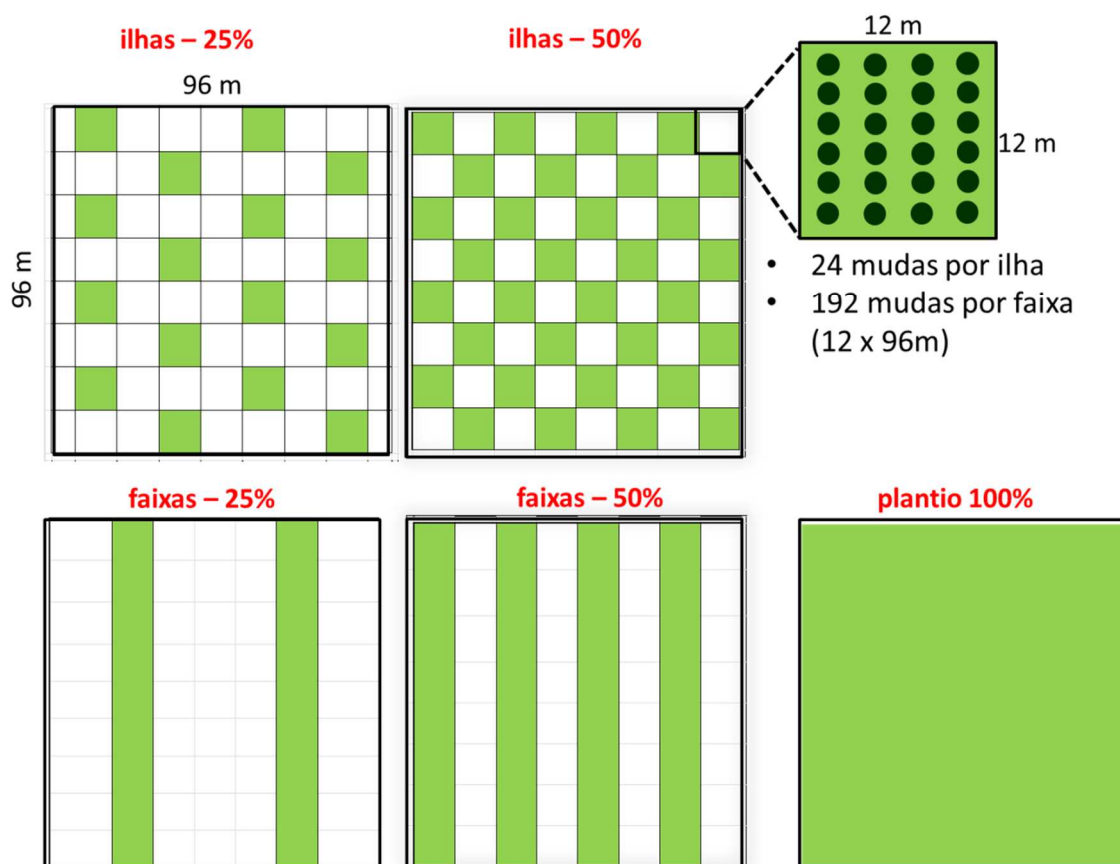 ilhas – 25%
ilhas – 50%
12 m
96 m
12 m
96 m
• 24 mudas por ilha
• 192 mudas por faixa
(12 x 96m)
faixas – 25%
faixas – 50%
plantio 100%